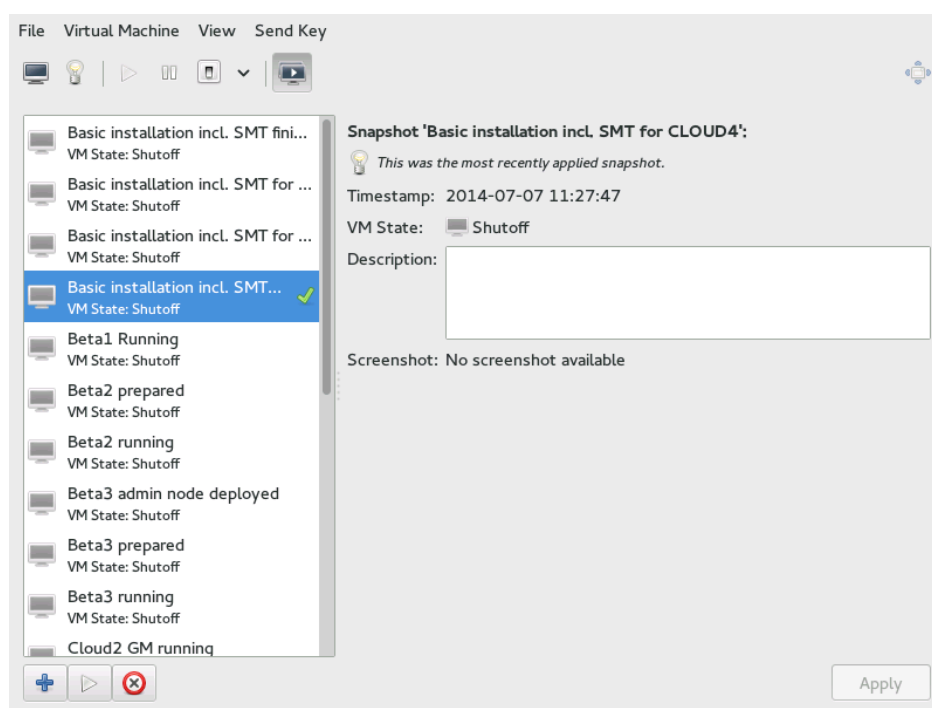 File Virtual Machine View Send Key
Basic installation incl. SMT fini...
VM State: Shutoff
Basic installation incl. SMT for ...
VM State: Shutoff
Basic installation incl. SMT for ...
VM State: Shutoff
Basic installation incl. SMT...
VM State: Shutoff
Beta1 Running
VM State: Shutoff
Beta2 prepared
VM State: Shutoff
Beta2 running
VM State: Shutoff
Beta3 admin node deployed
VM State: Shutoff
Beta3 prepared
VM State: Shutoff
Beta3 running
VM State: Shutoff
Cloud2 GM running
Snapshot 'Basic installation incl. SMT for CLOUD4':
This was the most recently applied snapshot.
Timestamp: 2014-07-07 11:27:47
VM State: Shutoff
Description:
Screenshot: No screenshot available
Apply